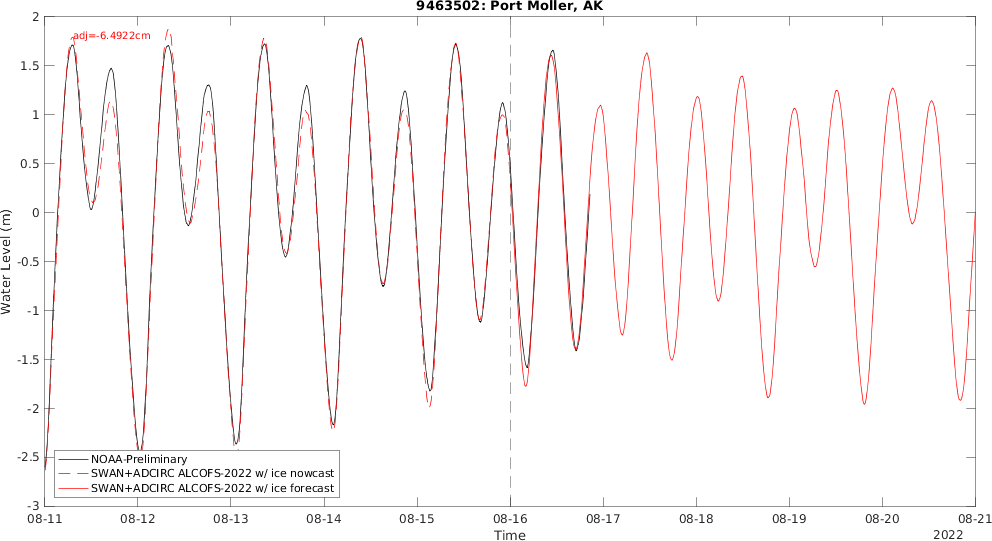 9463502: Port Moller, AK
adj=-6.4922cm
2
1.5
1
0.5
0
-0.5
-1
-1.5
-2
-2.5
-3
Water Level (m)
NOAA-Preliminary
SWAN+ADCIRC ALCOFS-2022 w/ ice nowcast
SWAN+ADCIRC ALCOFS-2022 w/ ice forecast
08-11 08-12 08-13 08-14 08-15 08-16 08-17 08-18 08-19 08-20 08-21
Time
2022